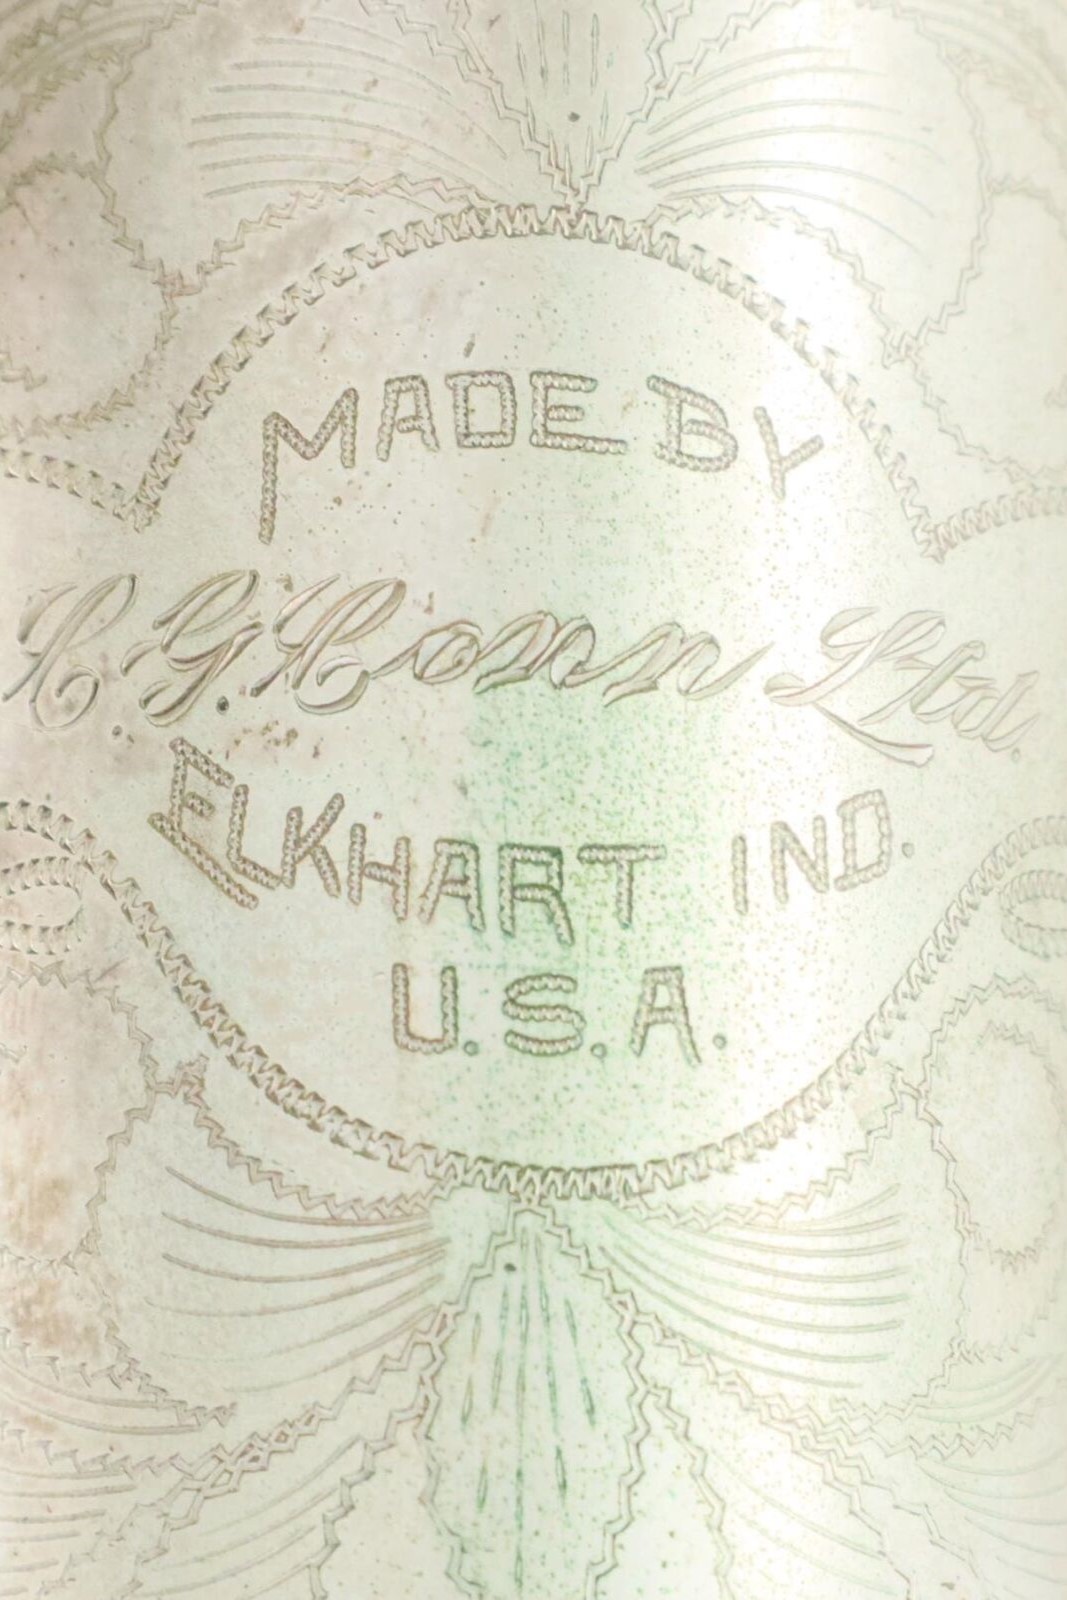 MADE BY
C. G. Conn Ltd.
ELKHART IND.
U.S.A.